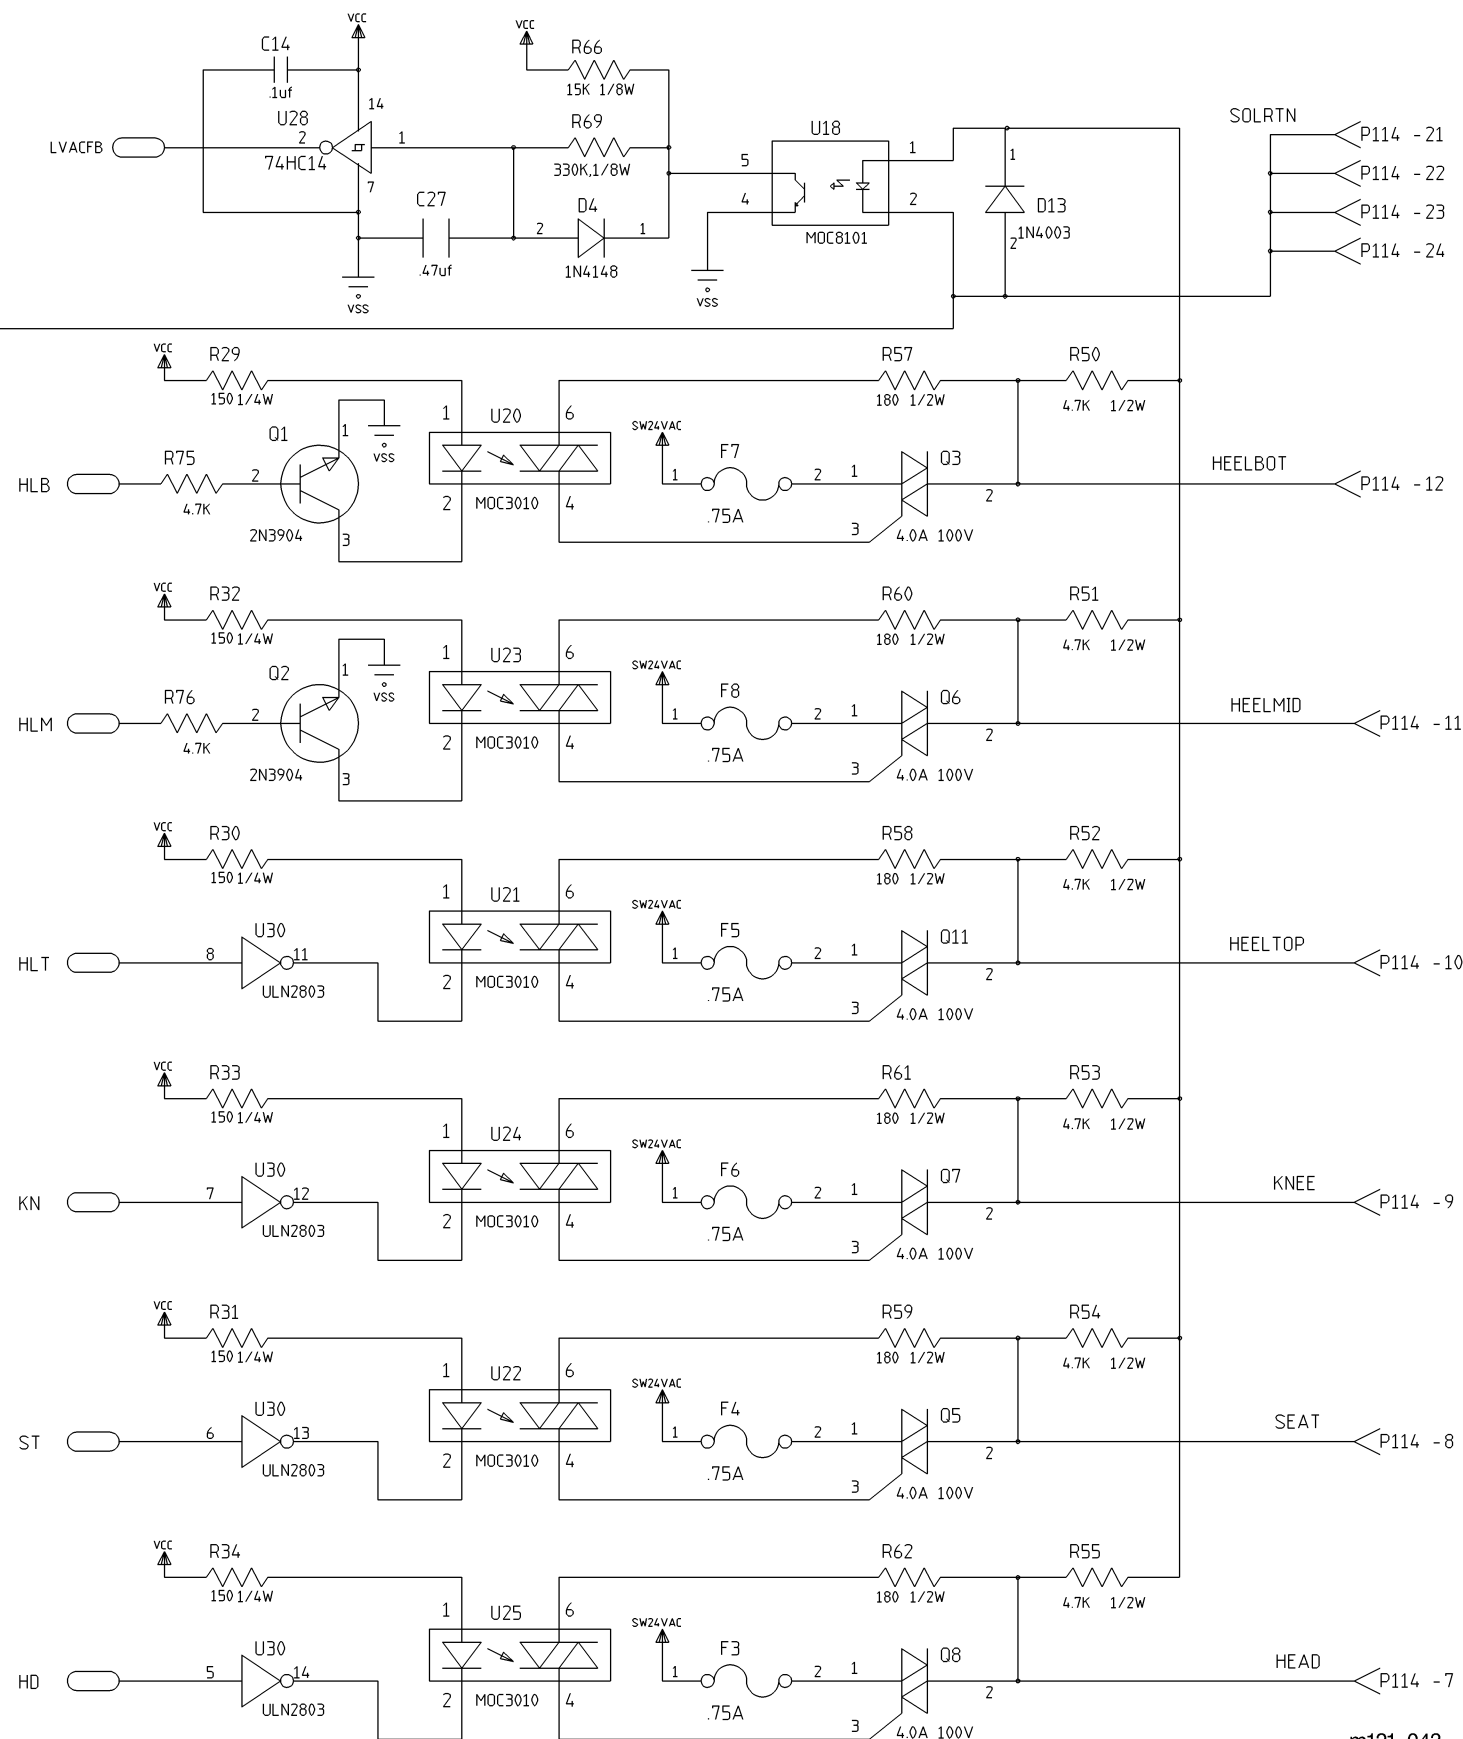 VCC
VCC
C14
R66
.1uf
15K 1/8W
14
U28
R69
U18
SOLRTN
LVACFB
2
1
74HC14
330K,1/8W
5
1
1
P114 -21
7
P114 -22
C27
D4
4
2
D13
P114 -23
2
1
MOC8101
2
1N4003
.47uf
1N4148
P114 -24
VSS
VSS
VCC
R29
R57
R50
150 1/4W
180 1/2W
4.7K 1/2W
Q1
1
1
U20
6
SW24VAC
VSS
F7
Q3
HEELBOT
HLB
R75
2
1
2
1
P114 -12
4.7K
2
MOC3010
4
.75A
2
2N3904
3
3
4.0A 100V
VCC
R32
R60
R51
150 1/4W
180 1/2W
4.7K 1/2W
Q2
1
1
U23
6
SW24VAC
VSS
F8
Q6
HEELMID
HLM
R76
2
1
2
1
P114 -11
4.7K
2
MOC3010
4
.75A
2
2N3904
3
3
4.0A 100V
VCC
R30
R58
R52
150 1/4W
180 1/2W
4.7K 1/2W
1
U21
6
SW24VAC
U30
F5
Q11
HEELTOP
HLT
8
11
1
2
1
P114 -10
ULN2803
2
MOC3010
4
.75A
2
3
4.0A 100V
VCC
R33
R61
R53
150 1/4W
180 1/2W
4.7K 1/2W
1
U24
6
SW24VAC
U30
F6
Q7
KNEE
KN
7
12
1
2
1
P114 -9
ULN2803
2
MOC3010
4
.75A
2
3
4.0A 100V
VCC
R31
R59
R54
150 1/4W
180 1/2W
4.7K 1/2W
1
U22
6
SW24VAC
U30
F4
Q5
SEAT
ST
6
13
1
2
1
P114 -8
ULN2803
2
MOC3010
4
.75A
2
3
4.0A 100V
VCC
R34
R62
R55
150 1/4W
180 1/2W
4.7K 1/2W
1
U25
6
SW24VAC
U30
F3
Q8
HEAD
HD
5
14
1
2
1
P114 -7
ULN2803
2
MOC3010
4
.75A
2
3
4.0A 100V